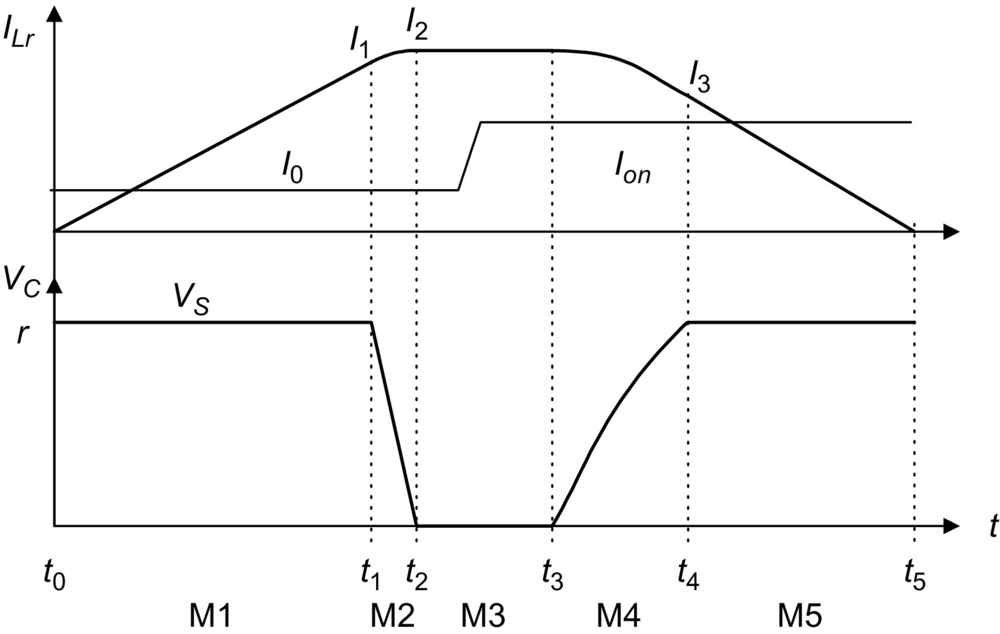 I_Lr
I_1
I_2
I_3
I_0
I_on
V_C
r
V_S
t
t_0 t_1 t_2 t_3 t_4 t_5
M1 M2 M3 M4 M5